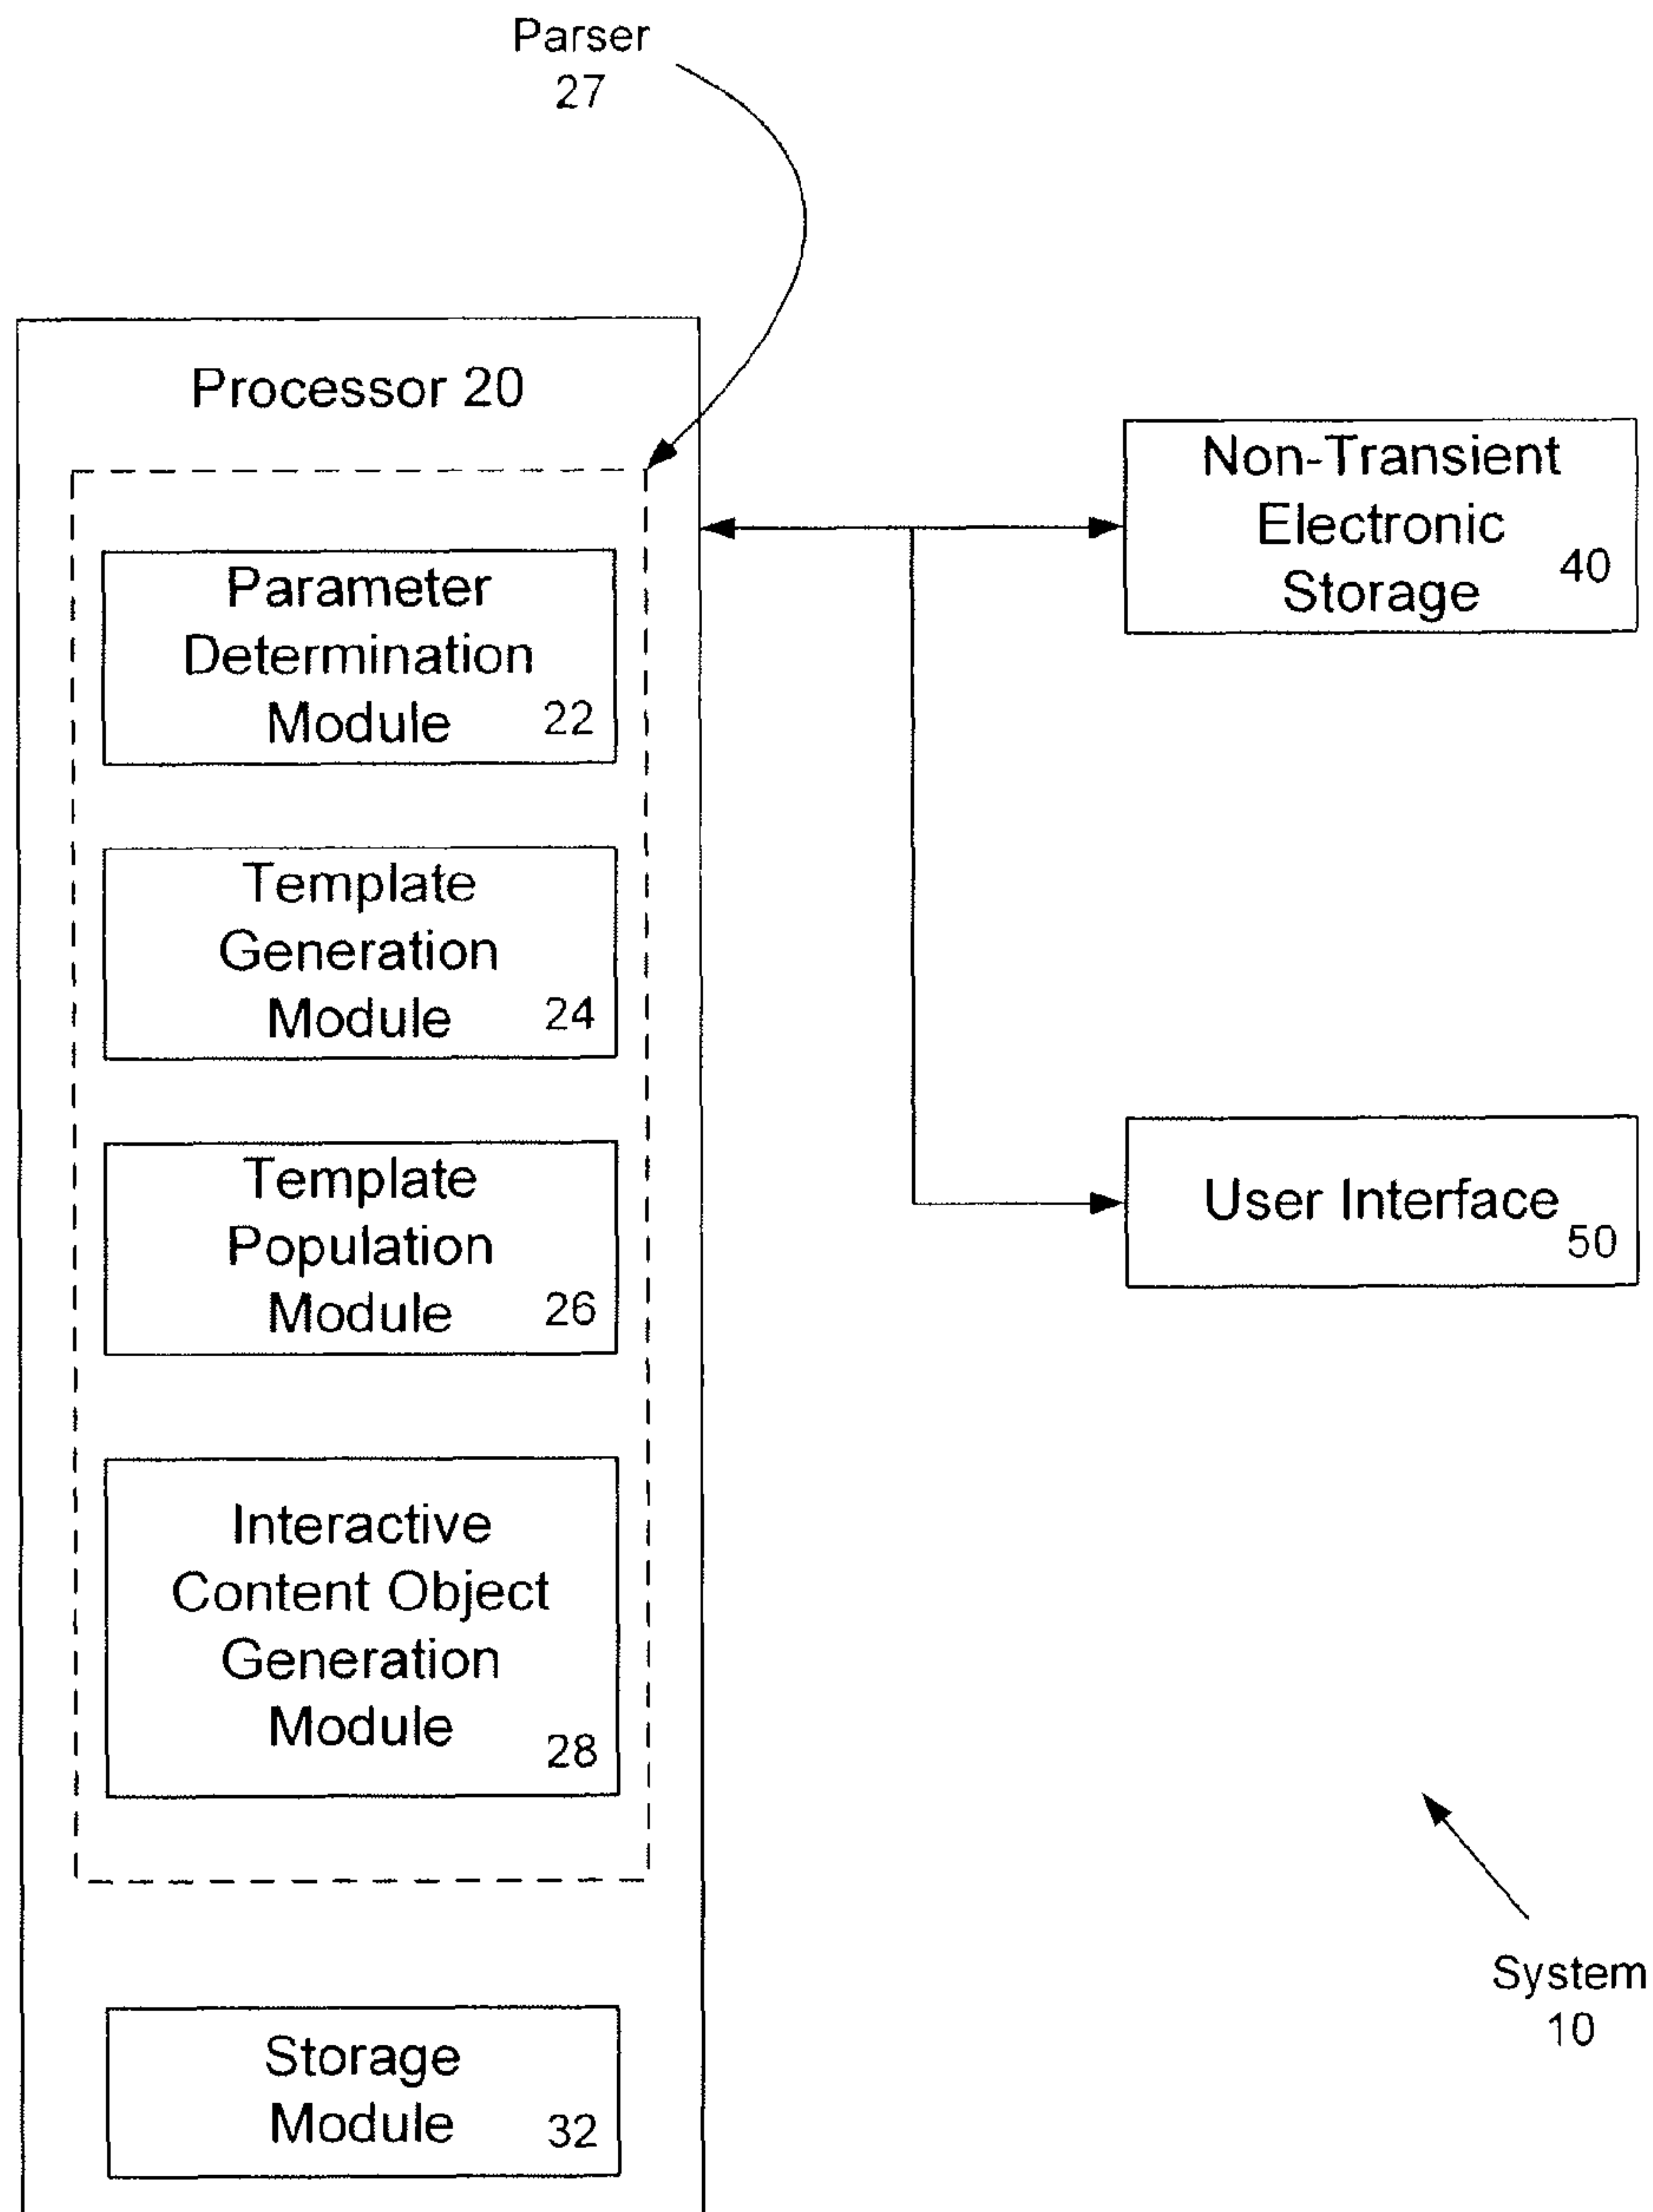 Parser
27
Processor 20
Parameter
Determination
Module 22
Template
Generation
Module 24
Template
Population
Module 26
Interactive
Content Object
Generation
Module
28
Storage
Module 32
Non-Transient
Electronic
Storage 40
User Interface
50
System
10